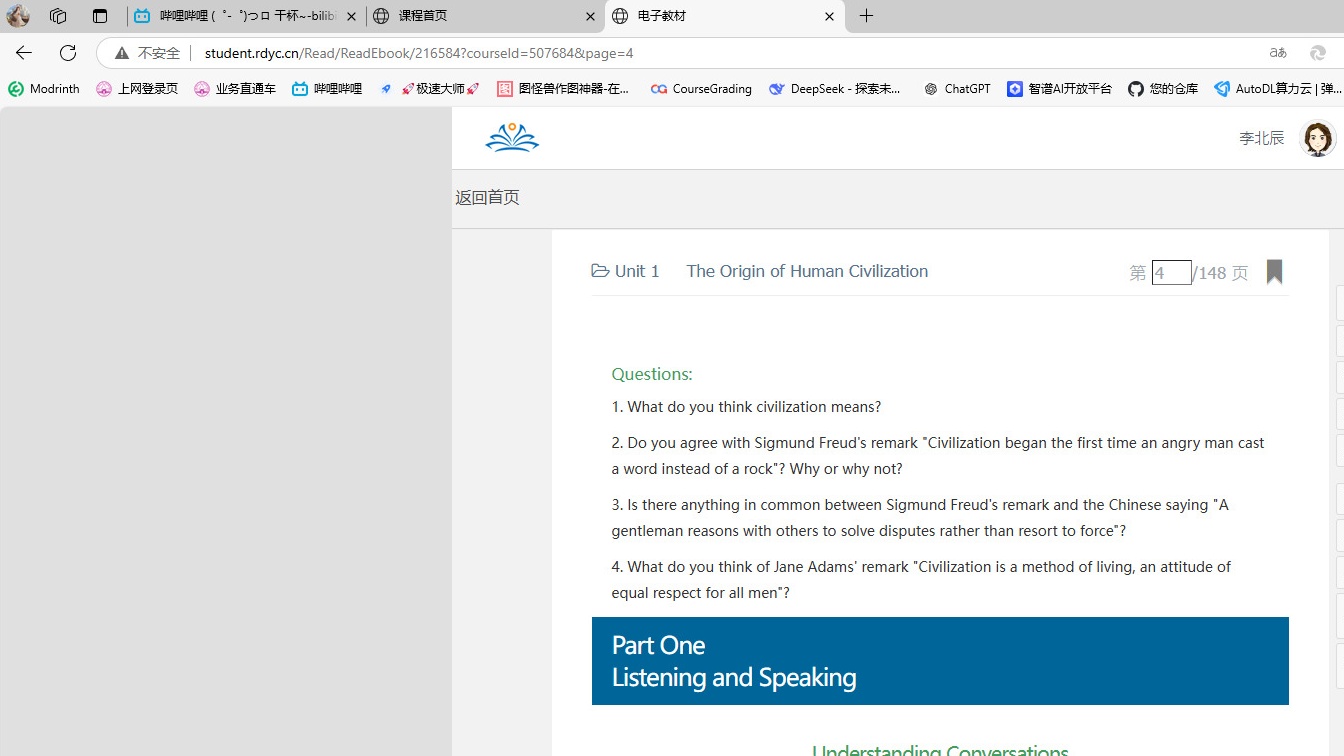 哔哩哔哩 (゜-゜)つロ 干杯~-bilibi
课程首页
电子教材
不安全 student.rdyc.cn/Read/ReadEbook/216584?courseId=507684&page=4
Modrinth 上网登录页 业务直通车 哔哩哔哩 🚀极速大师🚀 图怪兽作图神器-在... CourseGrading DeepSeek - 探索未... ChatGPT 智谱AI开放平台 您的仓库 AutoDL算力云 | 弹...
李北辰
返回首页
Unit 1 The Origin of Human Civilization 第 4/148 页
Questions:
1. What do you think civilization means?
2. Do you agree with Sigmund Freud's remark "Civilization began the first time an angry man cast
a word instead of a rock"? Why or why not?
3. Is there anything in common between Sigmund Freud's remark and the Chinese saying "A
gentleman reasons with others to solve disputes rather than resort to force"?
4. What do you think of Jane Adams' remark "Civilization is a method of living, an attitude of
equal respect for all men"?
Part One
Listening and Speaking
Understanding Conversations